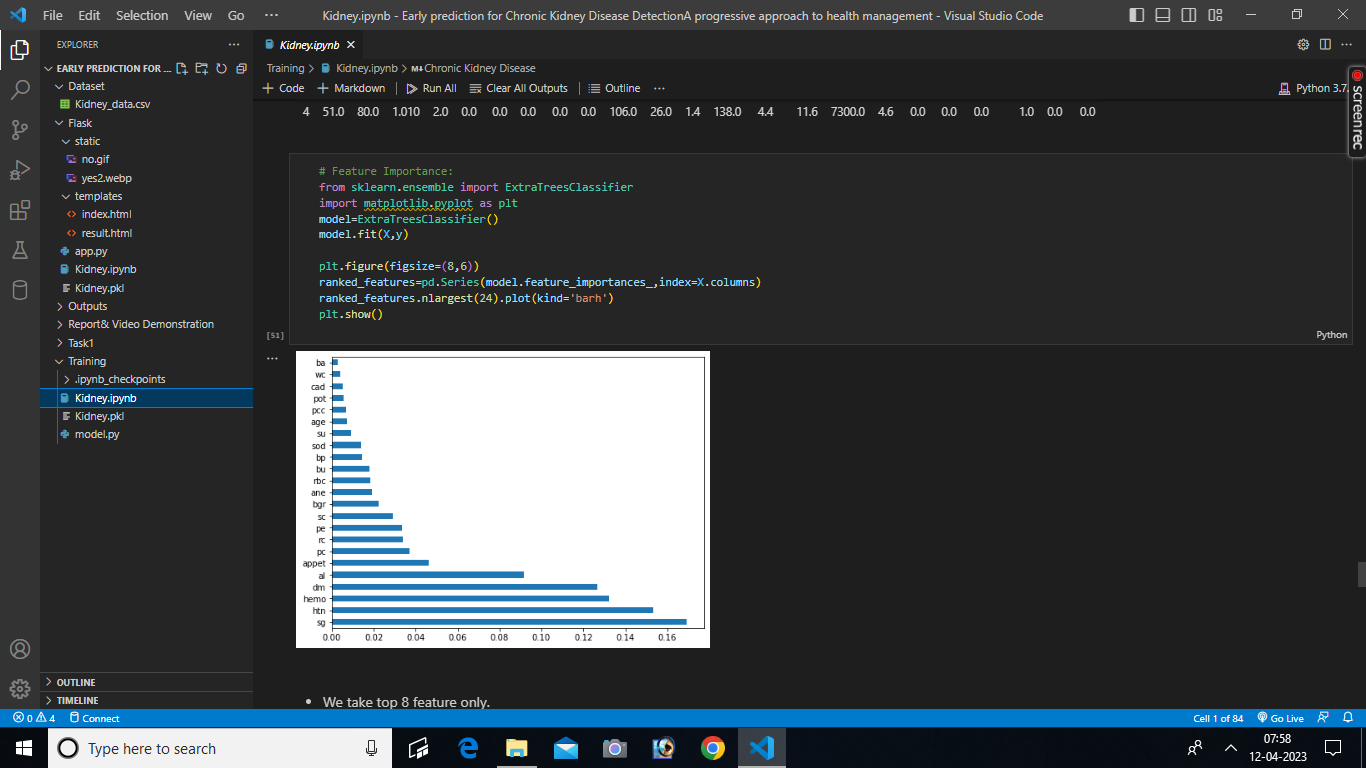 File Edit Selection View Go ··· Kidney.ipynb - Early prediction for Chronic Kidney Disease DetectionA progressive approach to health management - Visual Studio Code
EXPLORER ···
EARLY PREDICTION FOR ...
Dataset
Kidney_data.csv
Flask
static
no.gif
yes2.webp
templates
index.html
result.html
app.py
Kidney.ipynb
Kidney.pkl
Outputs
Report& Video Demonstration
Task1
Training
.ipynb_checkpoints
Kidney.ipynb
Kidney.pkl
model.py
OUTLINE
TIMELINE
Kidney.ipynb
Training > Kidney.ipynb > M↓Chronic Kidney Disease
+ Code + Markdown Run All Clear All Outputs Outline ··· Python 3.7.
screenrec
4 51.0 80.0 1.010 2.0 0.0 0.0 0.0 0.0 0.0 106.0 26.0 1.4 138.0 4.4 11.6 7300.0 4.6 0.0 0.0 0.0 1.0 0.0 0.0
# Feature Importance:
from sklearn.ensemble import ExtraTreesClassifier
import matplotlib.pyplot as plt
model=ExtraTreesClassifier()
model.fit(X,y)
plt.figure(figsize=(8,6))
ranked_features=pd.Series(model.feature_importances_,index=X.columns)
ranked_features.nlargest(24).plot(kind='barh')
plt.show()
[51] Python
ba
wc
cad
pot
pcc
age
su
sod
bp
bu
rbc
ane
bgr
sc
pe
rc
pc
appet
al
dm
hemo
htn
sg
0.00 0.02 0.04 0.06 0.08 0.10 0.12 0.14 0.16
• We take top 8 feature only.
0 4 Connect Cell 1 of 84 Go Live
Type here to search
07:58
12-04-2023